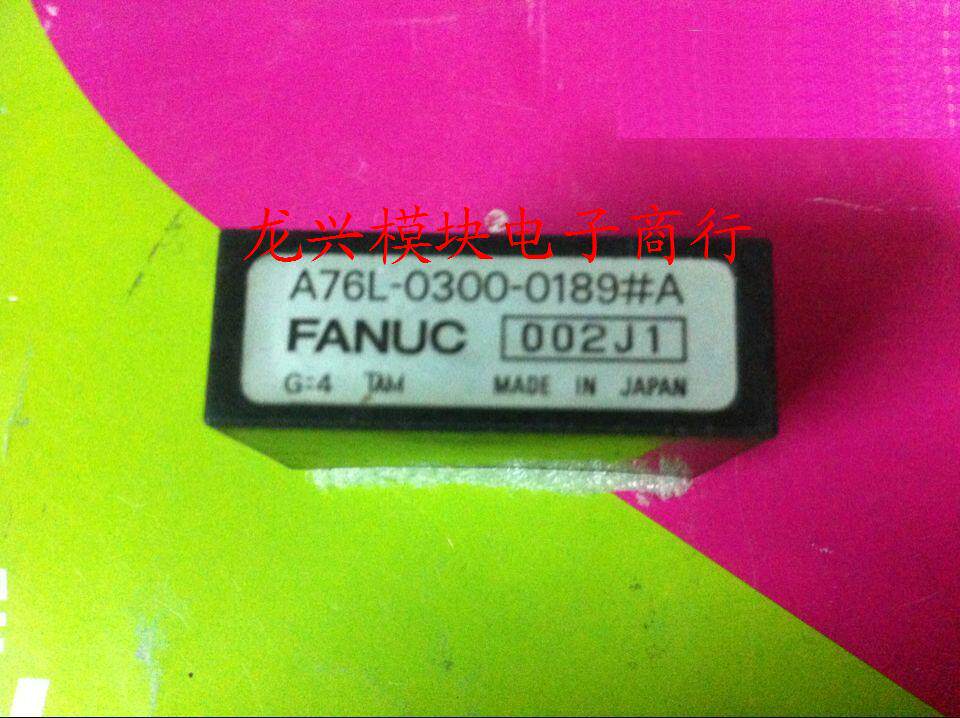 龙兴模块电子商行
A76L-0300-0189#A
FANUC 002J1
G=4 TAM MADE IN JAPAN